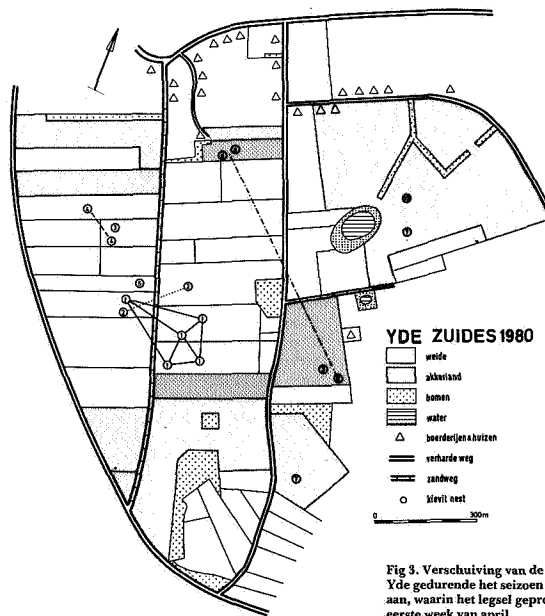 YDE ZUIDES 1980
weide
akkerland
bomen
water
boerderijen & huizen
verharde weg
zandweg
kievit nest
0 300m
Fig 3. Verschuiving van de
Yde gedurende het seizoen
aan, waarin het legsel gepro
eerste week van april